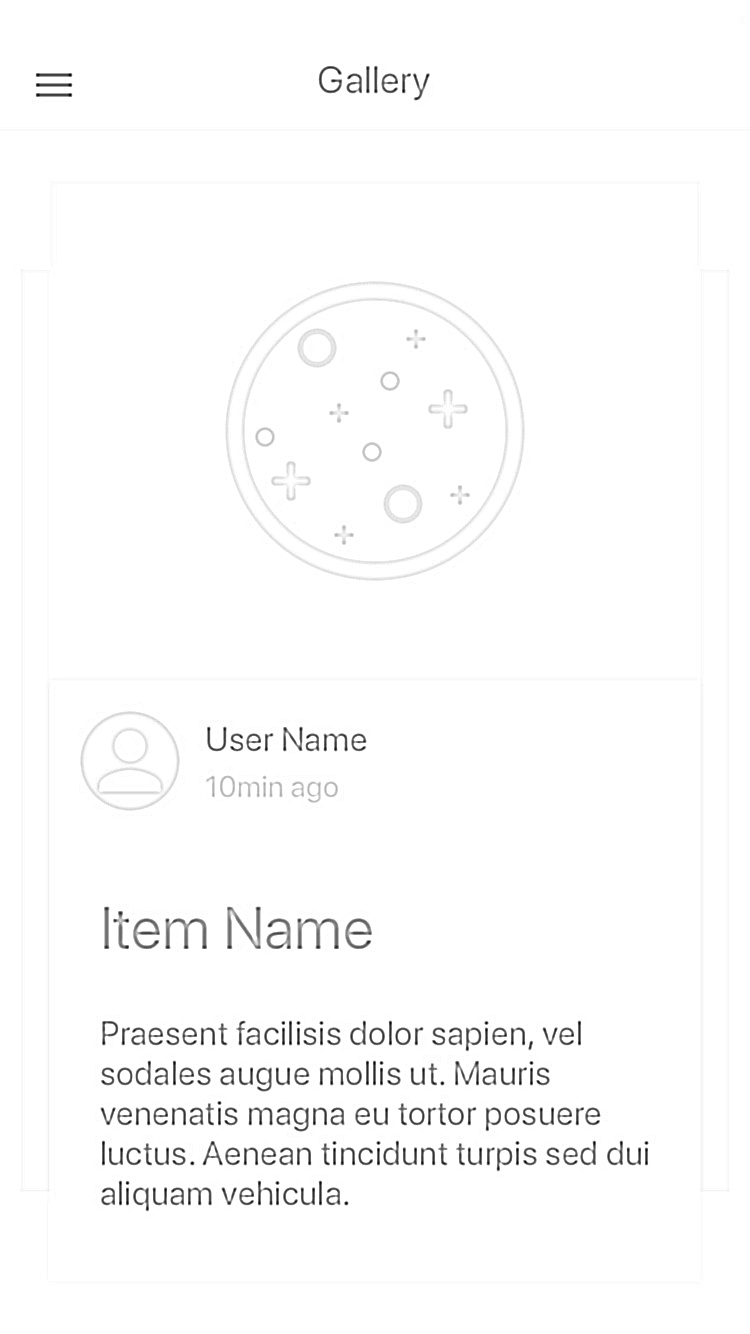 Gallery
User Name
10min ago
Item Name
Praesent facilisis dolor sapien, vel
sodales augue mollis ut. Mauris
venenatis magna eu tortor posuere
luctus. Aenean tincidunt turpis sed dui
aliquam vehicula.